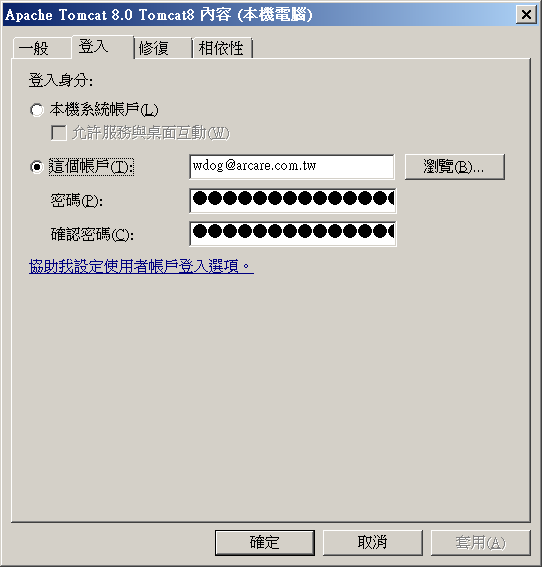 Apache Tomcat 8.0 Tomcat8 內容 (本機電腦)
一般 登入 修復 相依性
登入身分:
本機系統帳戶(L)
允許服務與桌面互動(W)
這個帳戶(T): wdog@arcare.com.tw 瀏覽(B)...
密碼(P):
確認密碼(C):
協助我設定使用者帳戶登入選項。
確定 取消 套用(A)